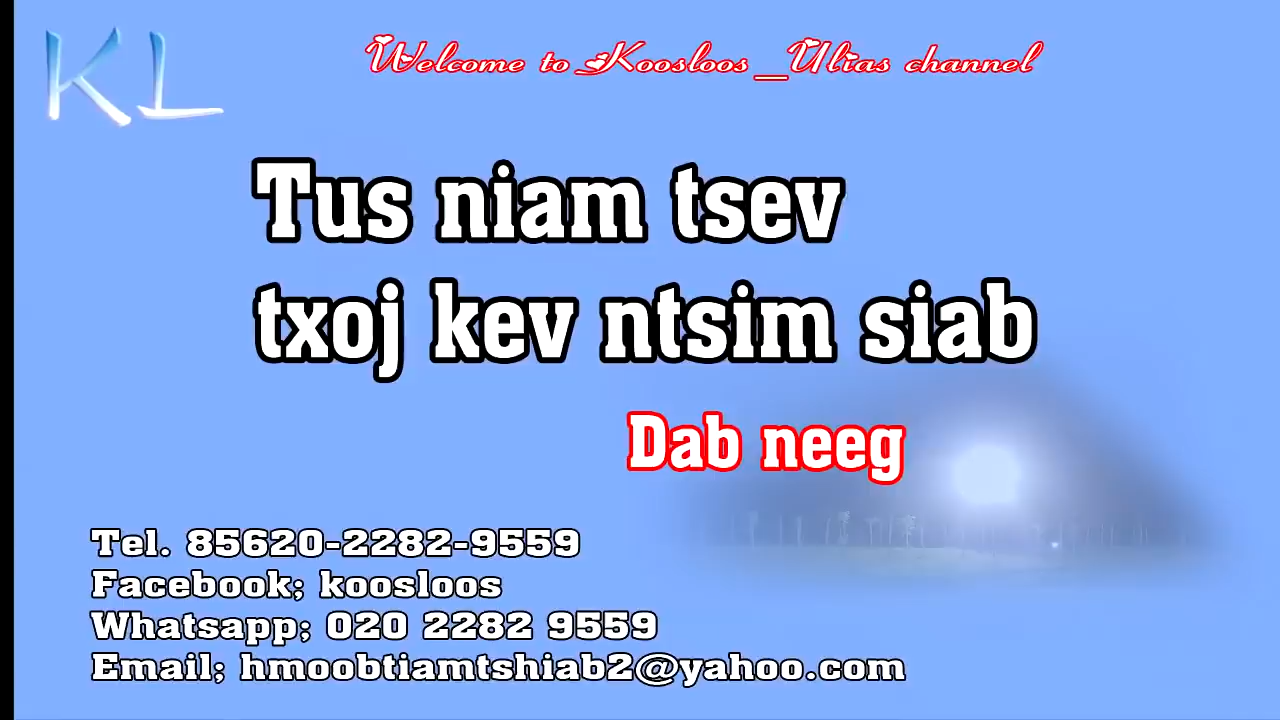 KL
Welcome to Koosloos_Ulias channel
Tus niam tsev
txoj kev ntsim siab
Dab neeg
Tel. 85620-2282-9559
Facebook; koosloos
Whatsapp; 020 2282 9559
Email; hmoobtiamtshiab2@yahoo.com